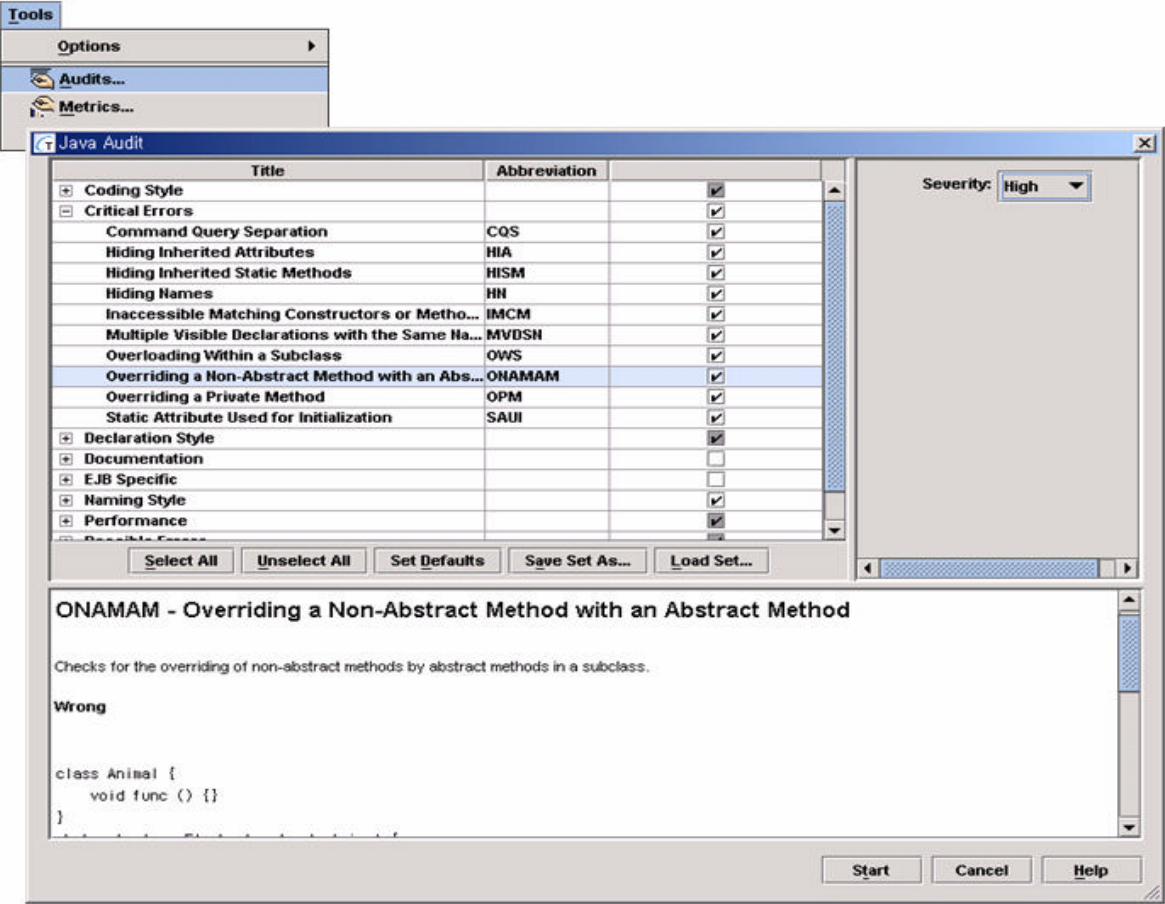 Tools
Options
Audits...
Metrics...
Java Audit
Title Abbreviation
Coding Style
Critical Errors
Command Query Separation CQS
Hiding Inherited Attributes HIA
Hiding Inherited Static Methods HISM
Hiding Names HN
Inaccessible Matching Constructors or Metho... IMCM
Multiple Visible Declarations with the Same Na... MVDSN
Overloading Within a Subclass OWS
Overriding a Non-Abstract Method with an Abs... ONAMAM
Overriding a Private Method OPM
Static Attribute Used for Initialization SAUI
Declaration Style
Documentation
EJB Specific
Naming Style
Performance
Severity: High
Select All Unselect All Set Defaults Save Set As... Load Set...
ONAMAM - Overriding a Non-Abstract Method with an Abstract Method
Checks for the overriding of non-abstract methods by abstract methods in a subclass.
Wrong
class Animal {
void func () {}
}
Start Cancel Help